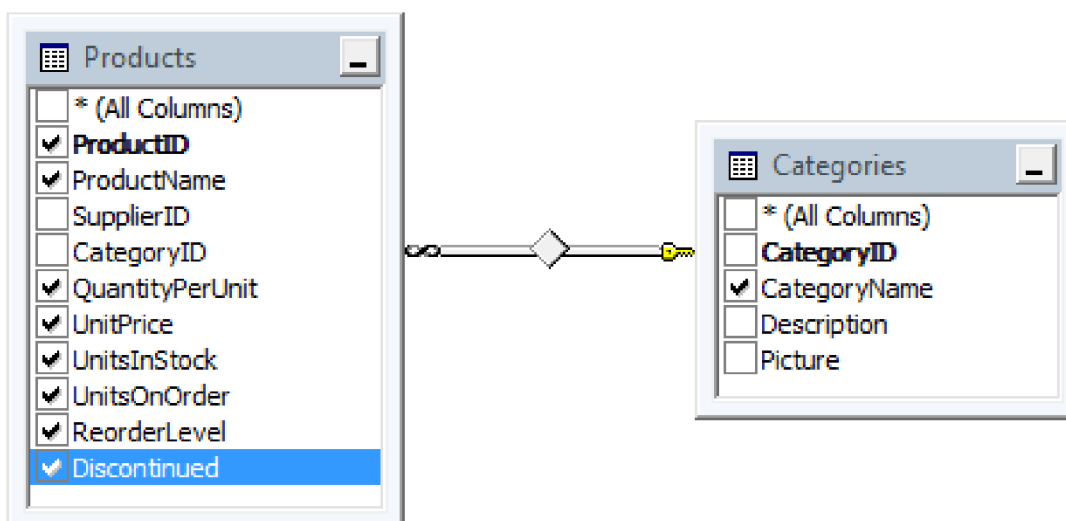 Products
* (All Columns)
ProductID
ProductName
SupplierID
CategoryID
QuantityPerUnit
UnitPrice
UnitsInStock
UnitsOnOrder
ReorderLevel
Discontinued
Categories
* (All Columns)
CategoryID
CategoryName
Description
Picture